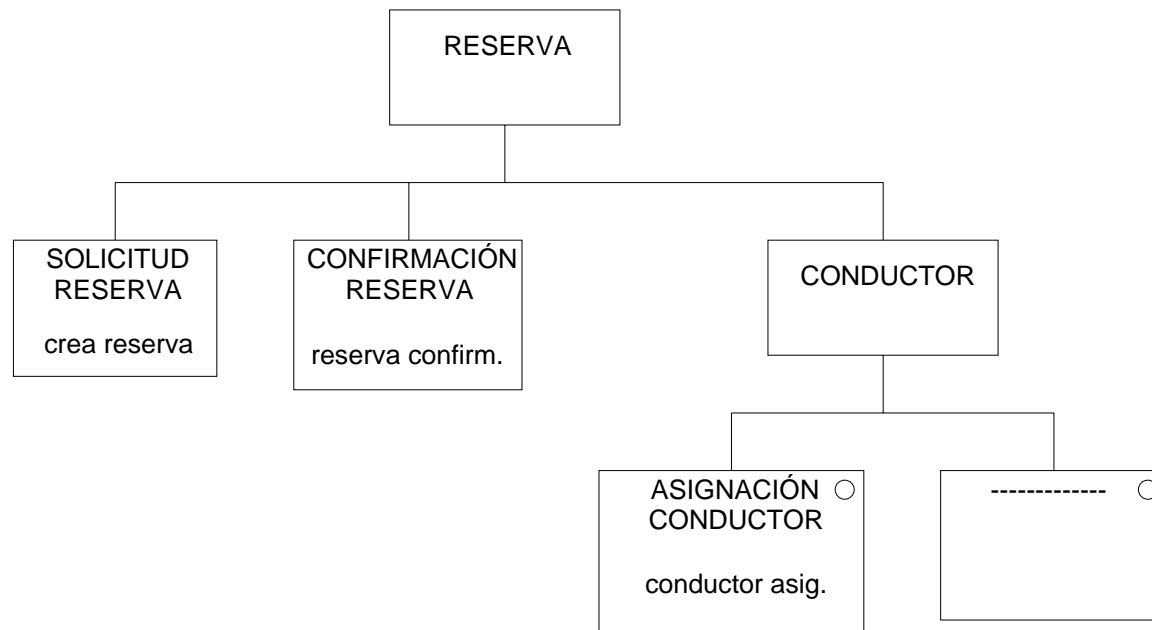 RESERVA
SOLICITUD
RESERVA
crea reserva
CONFIRMACIÓN
RESERVA
reserva confirm.
CONDUCTOR
ASIGNACIÓN
CONDUCTOR
conductor asig.
-------------